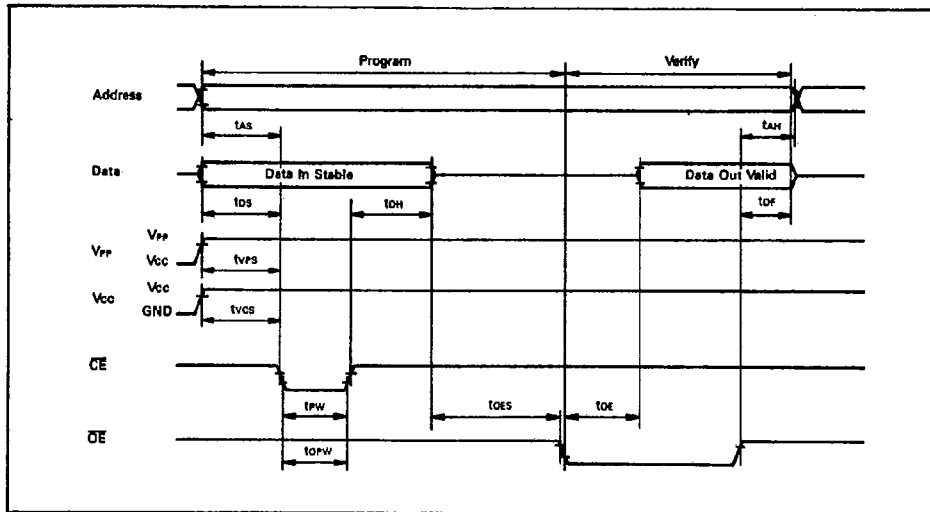 Program Verify
Address
tAS tAH
Data Data In Stable Data Out Valid
tDS tDH tDF
VPP VPP
VCC
tVPS
VCC VCC
GND
tVCS
CE
tPW
tOES tOE
OE
tOPW